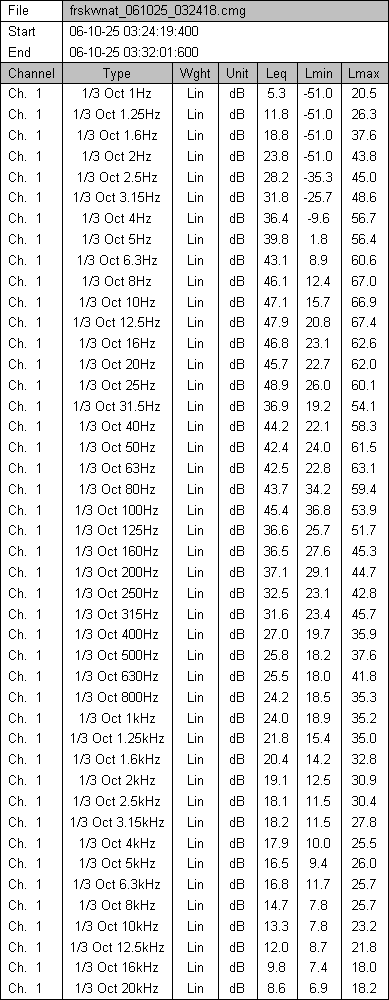 File frskwnat_061025_032418.cmg
Start 06-10-25 03:24:19:400
End 06-10-25 03:32:01:600
Channel Type Wght Unit Leq Lmin Lmax
Ch. 1 1/3 Oct 1Hz Lin dB 5.3 -51.0 20.5
Ch. 1 1/3 Oct 1.25Hz Lin dB 11.8 -51.0 26.3
Ch. 1 1/3 Oct 1.6Hz Lin dB 18.8 -51.0 37.6
Ch. 1 1/3 Oct 2Hz Lin dB 23.8 -51.0 43.8
Ch. 1 1/3 Oct 2.5Hz Lin dB 28.2 -35.3 45.0
Ch. 1 1/3 Oct 3.15Hz Lin dB 31.8 -25.7 48.6
Ch. 1 1/3 Oct 4Hz Lin dB 36.4 -9.6 56.7
Ch. 1 1/3 Oct 5Hz Lin dB 39.8 1.8 56.4
Ch. 1 1/3 Oct 6.3Hz Lin dB 43.1 8.9 60.6
Ch. 1 1/3 Oct 8Hz Lin dB 46.1 12.4 67.0
Ch. 1 1/3 Oct 10Hz Lin dB 47.1 15.7 66.9
Ch. 1 1/3 Oct 12.5Hz Lin dB 47.9 20.8 67.4
Ch. 1 1/3 Oct 16Hz Lin dB 46.8 23.1 62.6
Ch. 1 1/3 Oct 20Hz Lin dB 45.7 22.7 62.0
Ch. 1 1/3 Oct 25Hz Lin dB 48.9 26.0 60.1
Ch. 1 1/3 Oct 31.5Hz Lin dB 36.9 19.2 54.1
Ch. 1 1/3 Oct 40Hz Lin dB 44.2 22.1 58.3
Ch. 1 1/3 Oct 50Hz Lin dB 42.4 24.0 61.5
Ch. 1 1/3 Oct 63Hz Lin dB 42.5 22.8 63.1
Ch. 1 1/3 Oct 80Hz Lin dB 43.7 34.2 59.4
Ch. 1 1/3 Oct 100Hz Lin dB 45.4 36.8 53.9
Ch. 1 1/3 Oct 125Hz Lin dB 36.6 25.7 51.7
Ch. 1 1/3 Oct 160Hz Lin dB 36.5 27.6 45.3
Ch. 1 1/3 Oct 200Hz Lin dB 37.1 29.1 44.7
Ch. 1 1/3 Oct 250Hz Lin dB 32.5 23.1 42.8
Ch. 1 1/3 Oct 315Hz Lin dB 31.6 23.4 45.7
Ch. 1 1/3 Oct 400Hz Lin dB 27.0 19.7 35.9
Ch. 1 1/3 Oct 500Hz Lin dB 25.8 18.2 37.6
Ch. 1 1/3 Oct 630Hz Lin dB 25.5 18.0 41.8
Ch. 1 1/3 Oct 800Hz Lin dB 24.2 18.5 35.3
Ch. 1 1/3 Oct 1kHz Lin dB 24.0 18.9 35.2
Ch. 1 1/3 Oct 1.25kHz Lin dB 21.8 15.4 35.0
Ch. 1 1/3 Oct 1.6kHz Lin dB 20.4 14.2 32.8
Ch. 1 1/3 Oct 2kHz Lin dB 19.1 12.5 30.9
Ch. 1 1/3 Oct 2.5kHz Lin dB 18.1 11.5 30.4
Ch. 1 1/3 Oct 3.15kHz Lin dB 18.2 11.5 27.8
Ch. 1 1/3 Oct 4kHz Lin dB 17.9 10.0 25.5
Ch. 1 1/3 Oct 5kHz Lin dB 16.5 9.4 26.0
Ch. 1 1/3 Oct 6.3kHz Lin dB 16.8 11.7 25.7
Ch. 1 1/3 Oct 8kHz Lin dB 14.7 7.8 25.7
Ch. 1 1/3 Oct 10kHz Lin dB 13.3 7.8 23.2
Ch. 1 1/3 Oct 12.5kHz Lin dB 12.0 8.7 21.8
Ch. 1 1/3 Oct 16kHz Lin dB 9.8 7.4 18.0
Ch. 1 1/3 Oct 20kHz Lin dB 8.6 6.9 18.2